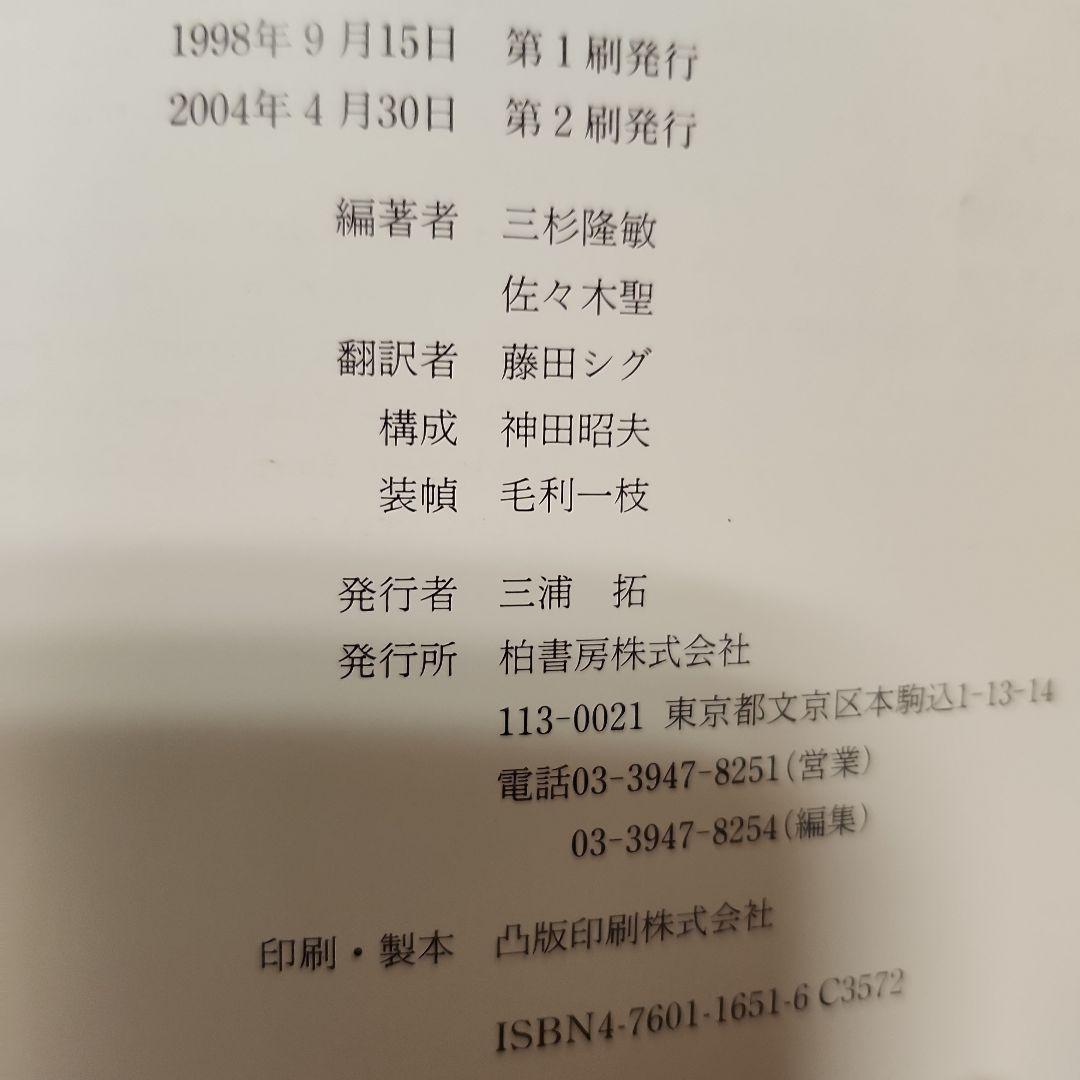 1998年9月15日　第1刷発行
2004年4月30日　第2刷発行
編著者　三杉隆敏
佐々木聖
翻訳者　藤田シグ
構成　神田昭夫
装幀　毛利一枝
発行者　三浦　拓
発行所　柏書房株式会社
113-0021 東京都文京区本駒込1-13-14
電話03-3947-8251(営業)
03-3947-8254(編集)
印刷・製本　凸版印刷株式会社
ISBN4-7601-1651-6 C3572